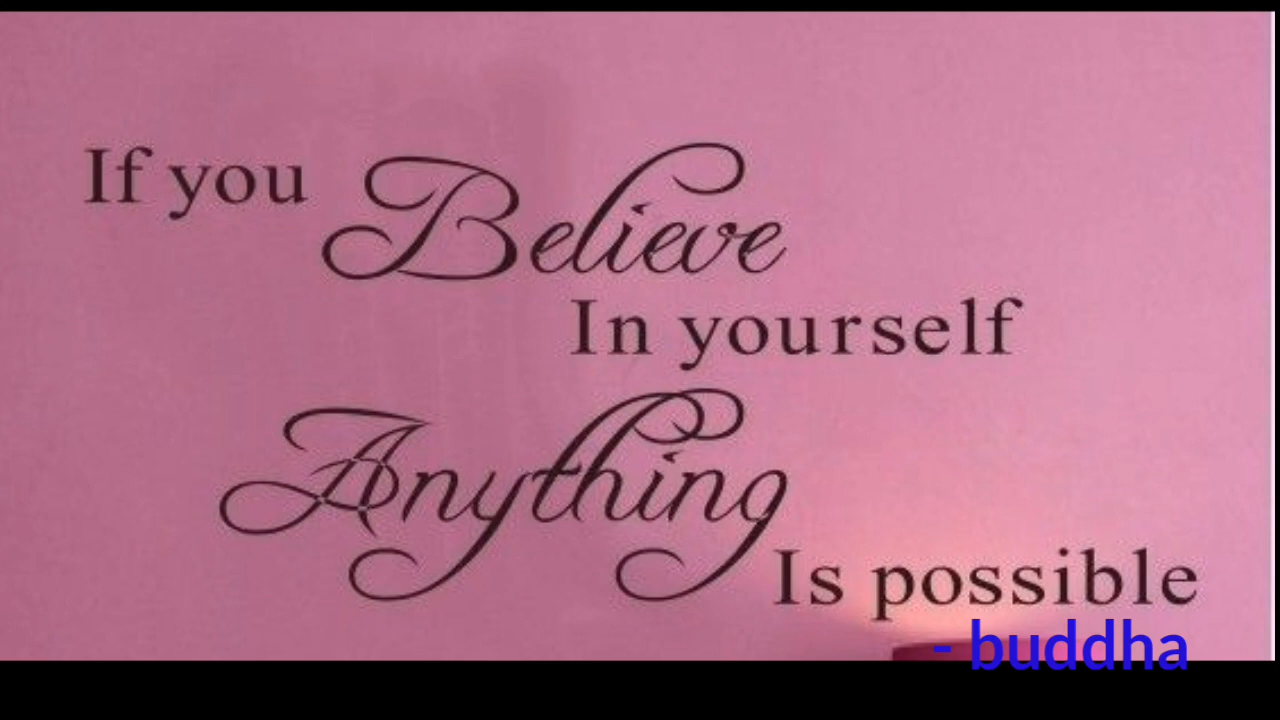 If you Believe
In yourself
Anything
Is possible
- buddha